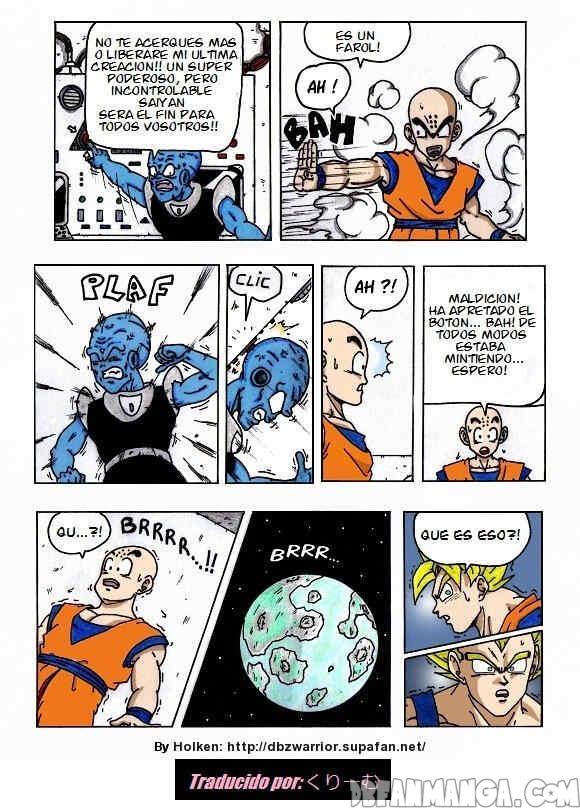 NO TE ACERQUES MAS
O LIBERARE MI ULTIMA
CREACION!! UN SUPER
PODEROSO, PERO
INCONTROLABLE
SAIYAN
SERA EL FIN PARA
TODOS VOSOTROS!!
ES UN
FAROL!
AH !
BAH
PLAF
CLIC
AH ?!
MALDICION!
HA APRETADO EL
BOTON... BAH! DE
TODOS MODOS
ESTABA
MINTIENDO...
ESPERO!
QU...?!
BRRRR...!!
BRRR...
QUE ES ESO?!
By Holken: http://dbzwarrior.supafan.net/
Traducido por:くりーむ
DBFANMANGA.COM